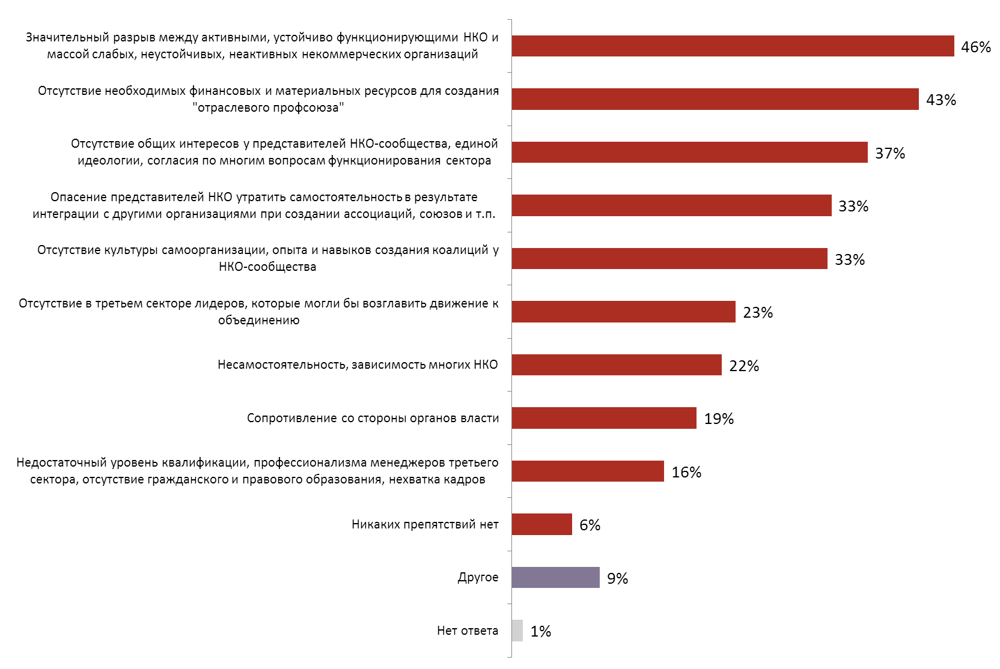 Значительный разрыв между активными, устойчиво функционирующими НКО и
массой слабых, неустойчивых, неактивных некоммерческих организаций
46%
Отсутствие необходимых финансовых и материальных ресурсов для создания
"отраслевого профсоюза"
43%
Отсутствие общих интересов у представителей НКО-сообщества, единой
идеологии, согласия по многим вопросам функционирования сектора
37%
Опасение представителей НКО утратить самостоятельность в результате
интеграции с другими организациями при создании ассоциаций, союзов и т.п.
33%
Отсутствие культуры самоорганизации, опыта и навыков создания коалиций у
НКО-сообщества
33%
Отсутствие в третьем секторе лидеров, которые могли бы возглавить движение к
объединению
23%
Несамостоятельность, зависимость многих НКО
22%
Сопротивление со стороны органов власти
19%
Недостаточный уровень квалификации, профессионализма менеджеров третьего
сектора, отсутствие гражданского и правового образования, нехватка кадров
16%
Никаких препятствий нет
6%
Другое
9%
Нет ответа
1%